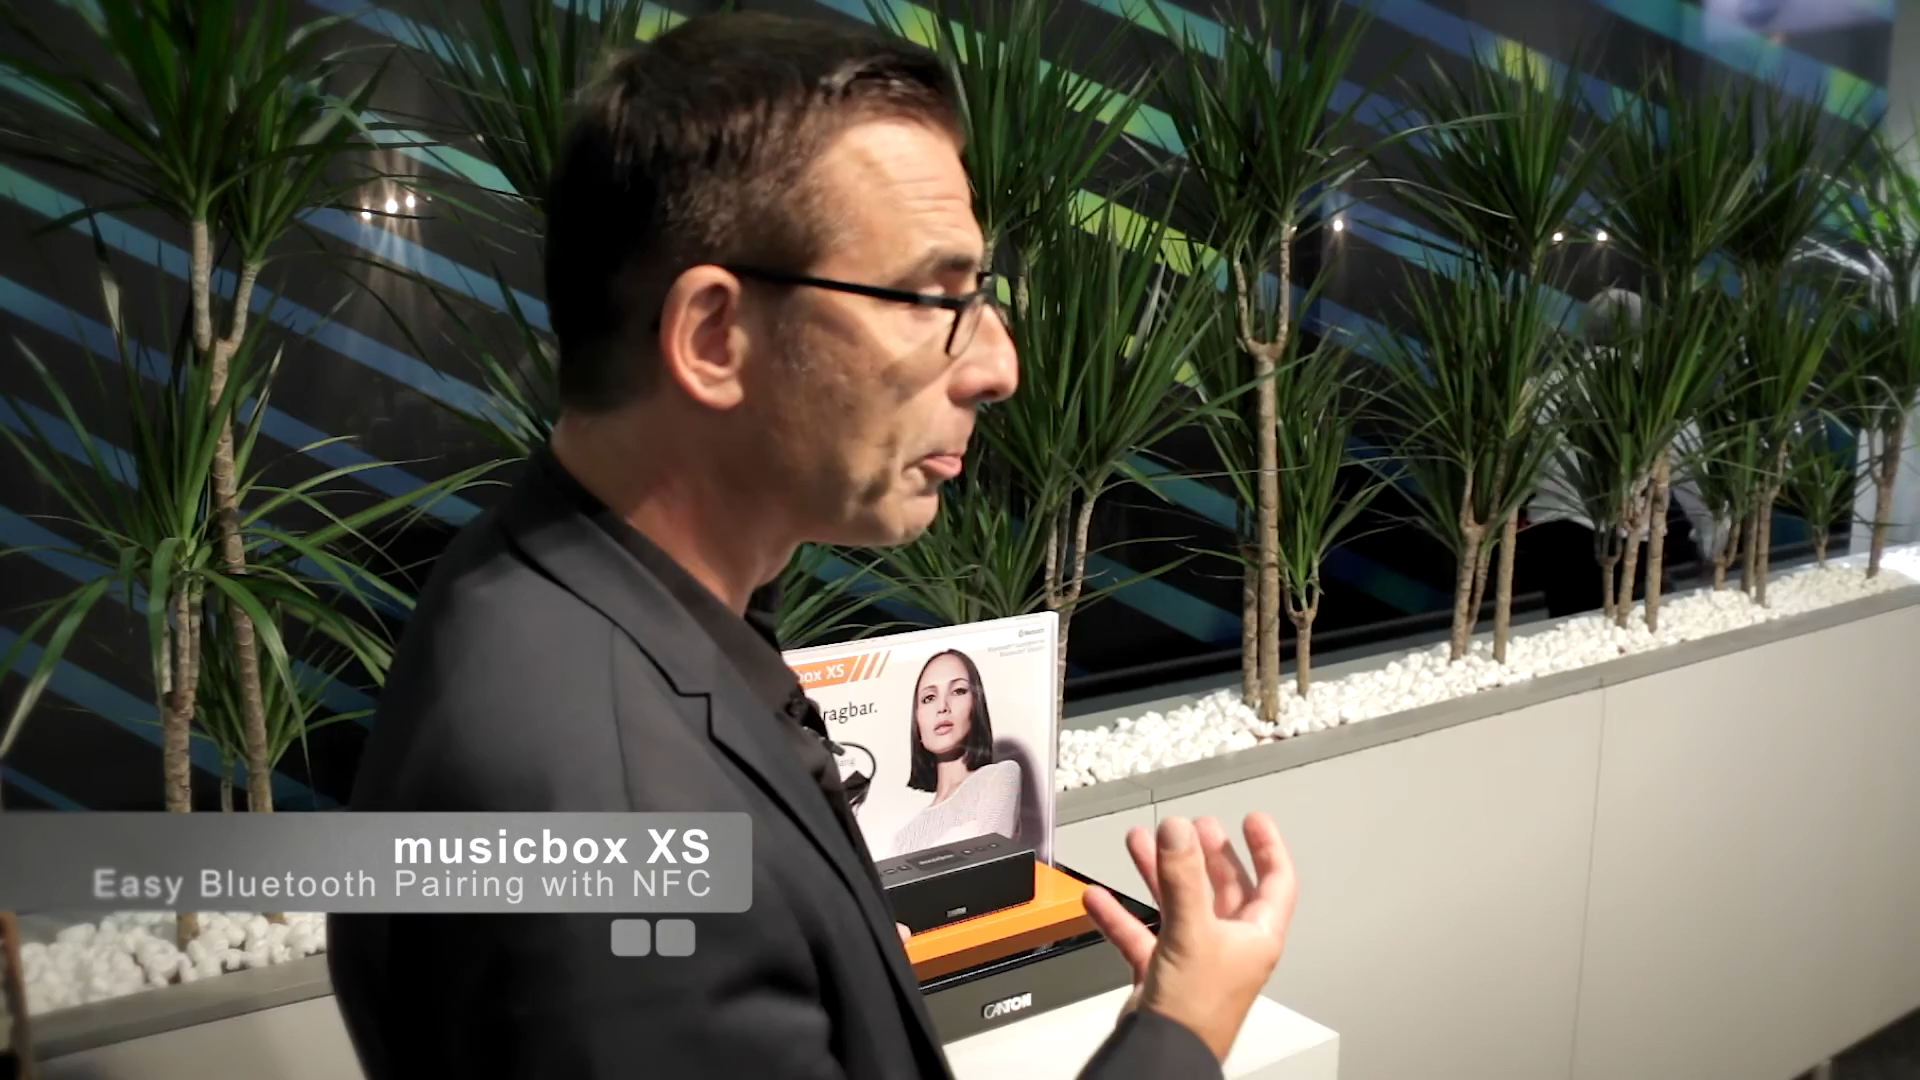 box XS
ragbar.
musicbox XS
Easy Bluetooth Pairing with NFC
CANTON